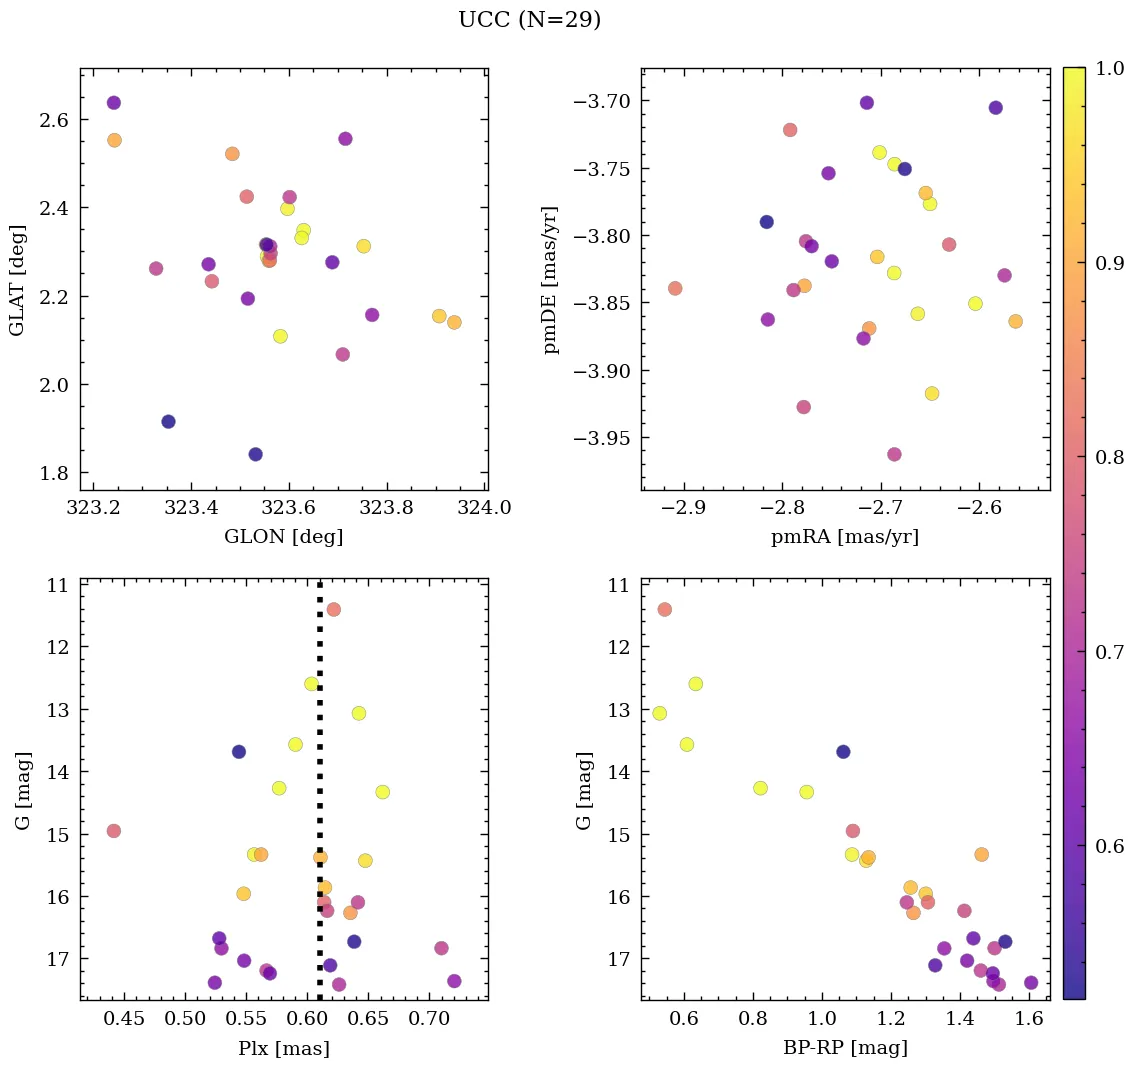 UCC (N=29)
2.6
2.4
2.2
2.0
1.8
GLAT [deg]
323.2 323.4 323.6 323.8 324.0
GLON [deg]
−3.70
−3.75
−3.80
−3.85
−3.90
−3.95
pmDE [mas/yr]
−2.9 −2.8 −2.7 −2.6
pmRA [mas/yr]
11
12
13
14
15
16
17
G [mag]
0.45 0.50 0.55 0.60 0.65 0.70
Plx [mas]
11
12
13
14
15
16
17
G [mag]
0.6 0.8 1.0 1.2 1.4 1.6
BP-RP [mag]
1.0
0.9
0.8
0.7
0.6